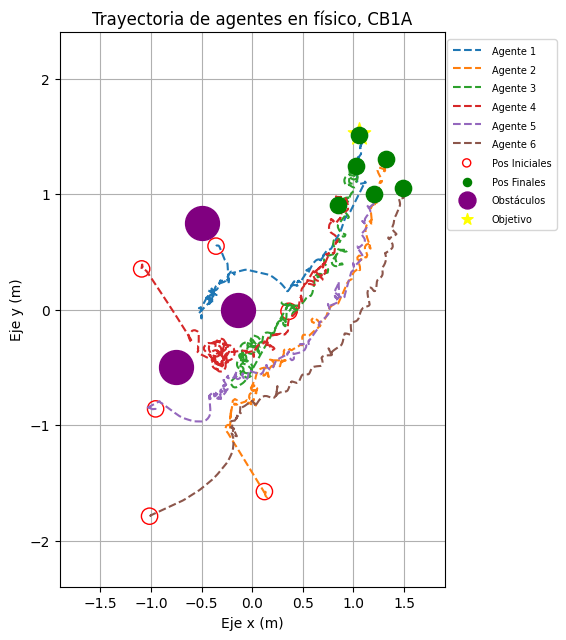 Trayectoria de agentes en físico, CB1A
Agente 1
Agente 2
Agente 3
Agente 4
Agente 5
Agente 6
Pos Iniciales
Pos Finales
Obstáculos
Objetivo
Eje y (m)
2
1
0
−1
−2
−1.5
−1.0
−0.5
0.0
0.5
1.0
1.5
Eje x (m)